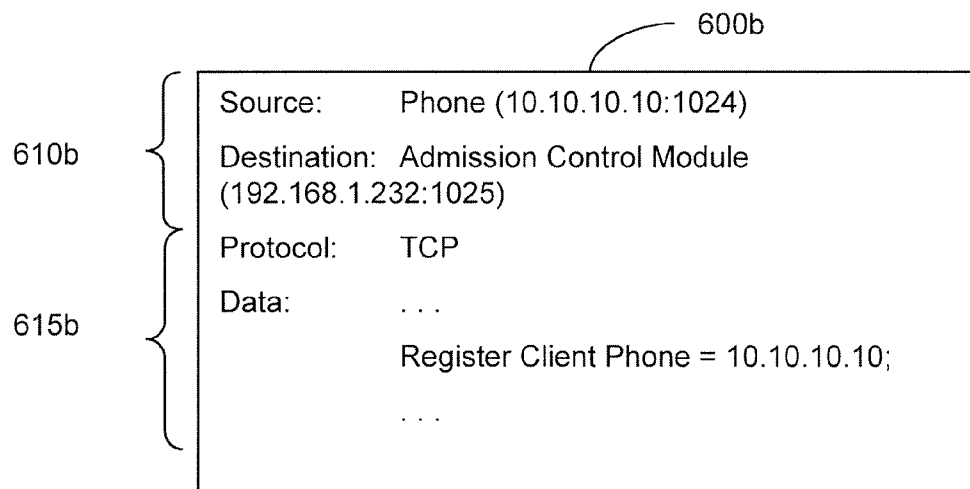 600b
610b
Source: Phone (10.10.10.10:1024)
Destination: Admission Control Module
(192.168.1.232:1025)
615b
Protocol: TCP
Data: . . .
Register Client Phone = 10.10.10.10;
. . .